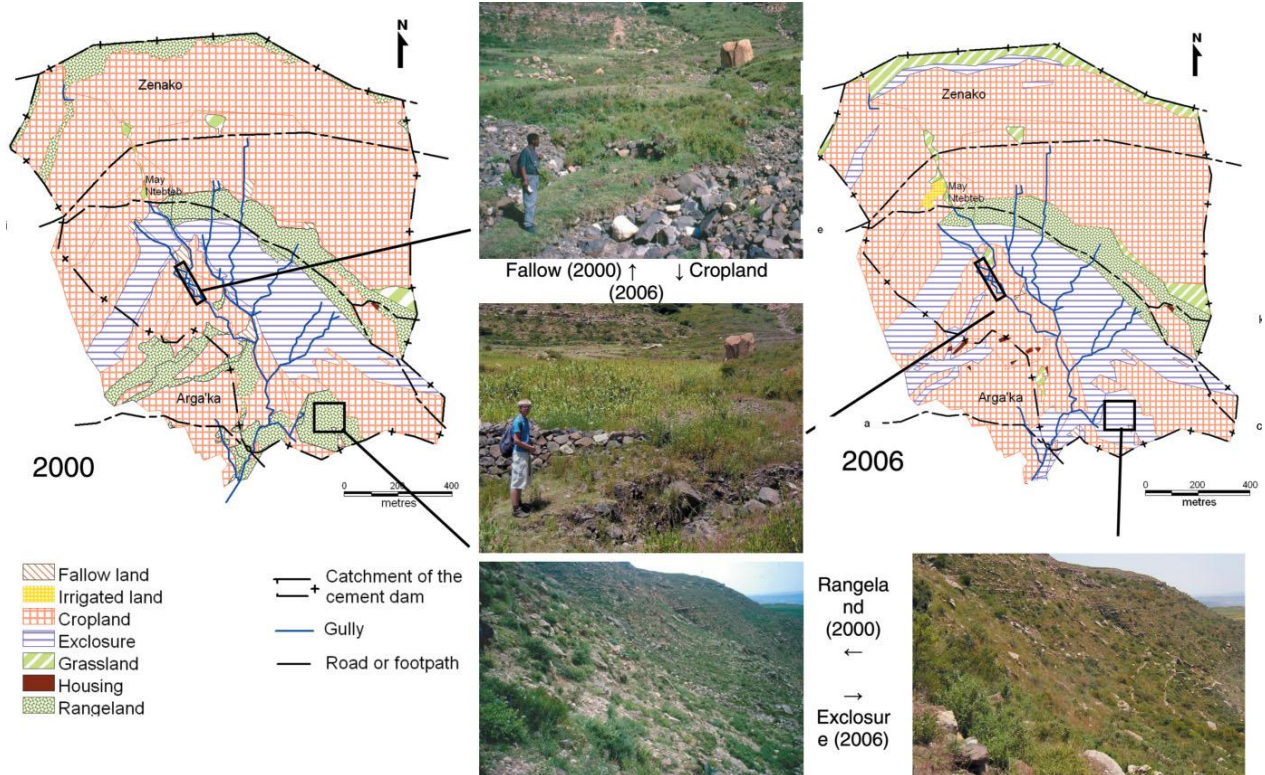 N
Zenako
May
Ntebteb
Arga'ka
2000
0 200 400
metres
Fallow (2000) ↑ ↓ Cropland
(2006)
N
Zenako
May
Ntebteb
e
k
Arga'ka
a
c
2006
0 200 400
metres
Fallow land
Irrigated land
Cropland
Exclosure
Grassland
Housing
Rangeland
Catchment of the
cement dam
Gully
Road or footpath
Rangela
nd
(2000)
←
→
Exclosur
e (2006)